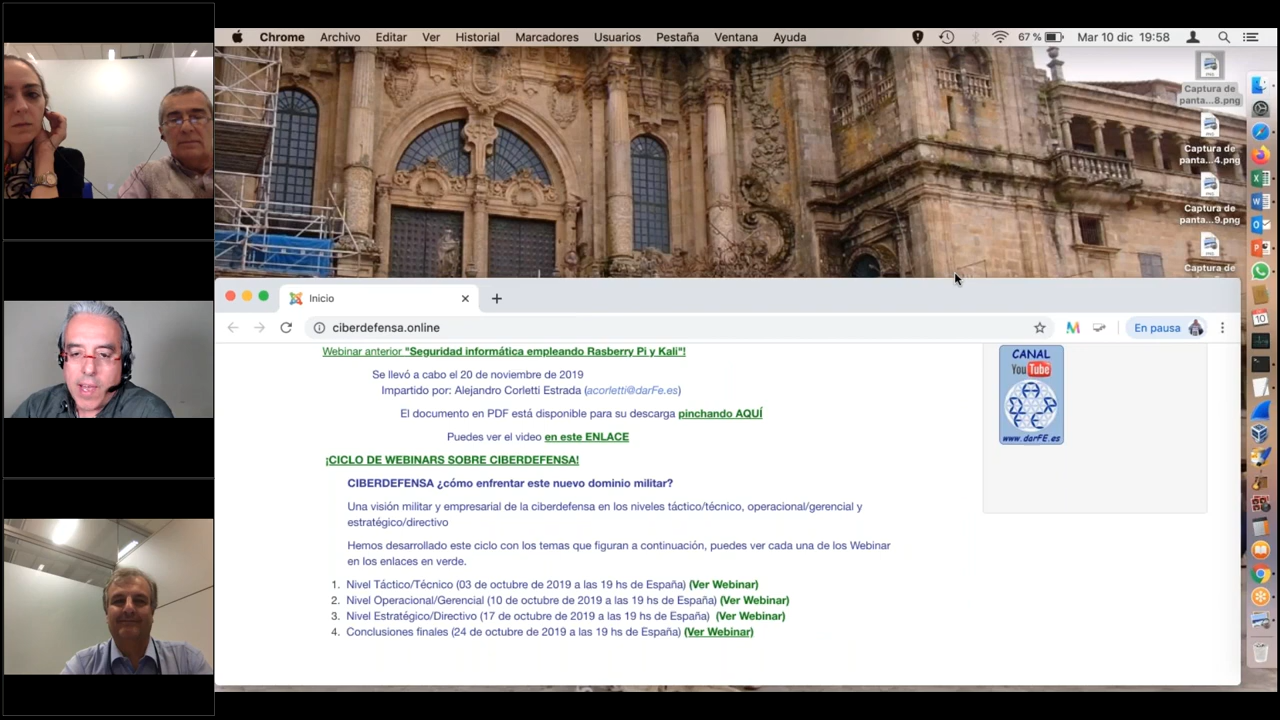 Chrome Archivo Editar Ver Historial Marcadores Usuarios Pestaña Ventana Ayuda 67 % Mar 10 dic 19:58
Captura de
panta...8.png
Captura de
panta...4.png
Captura de
panta...9.png
Captura de
10
Inicio
ciberdefensa.online
En pausa
Webinar anterior "Seguridad informática empleando Rasberry Pi y Kali"!
Se llevó a cabo el 20 de noviembre de 2019
Impartido por: Alejandro Corletti Estrada (acorletti@darFe.es)
El documento en PDF está disponible para su descarga pinchando AQUÍ
Puedes ver el video en este ENLACE
¡CICLO DE WEBINARS SOBRE CIBERDEFENSA!
CIBERDEFENSA ¿cómo enfrentar este nuevo dominio militar?
Una visión militar y empresarial de la ciberdefensa en los niveles táctico/técnico, operacional/gerencial y
estratégico/directivo
Hemos desarrollado este ciclo con los temas que figuran a continuación, puedes ver cada una de los Webinar
en los enlaces en verde.
1. Nivel Táctico/Técnico (03 de octubre de 2019 a las 19 hs de España) (Ver Webinar)
2. Nivel Operacional/Gerencial (10 de octubre de 2019 a las 19 hs de España) (Ver Webinar)
3. Nivel Estratégico/Directivo (17 de octubre de 2019 a las 19 hs de España) (Ver Webinar)
4. Conclusiones finales (24 de octubre de 2019 a las 19 hs de España) (Ver Webinar)
CANAL
YouTube
www.darFE.es